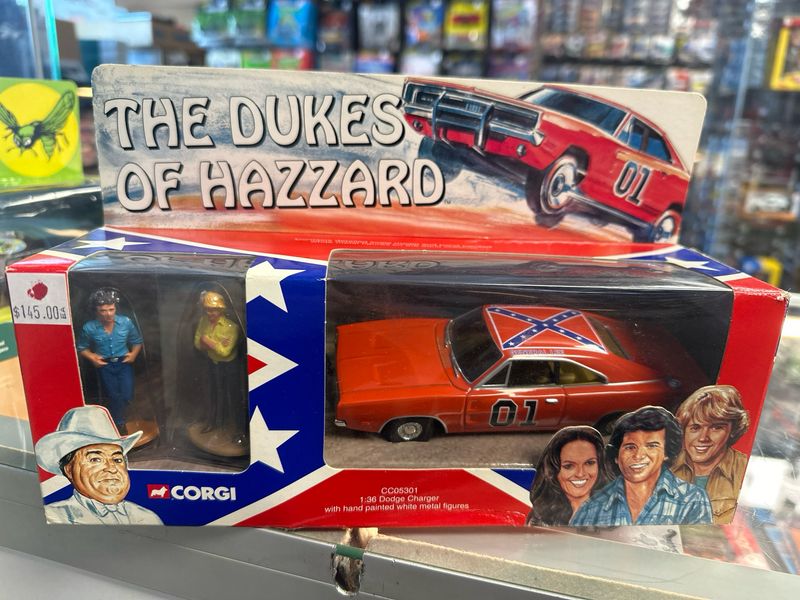 THE DUKES
OF HAZZARD
01
$145.00
01
CORGI
CC05301
1:36 Dodge Charger
with hand painted white metal figures